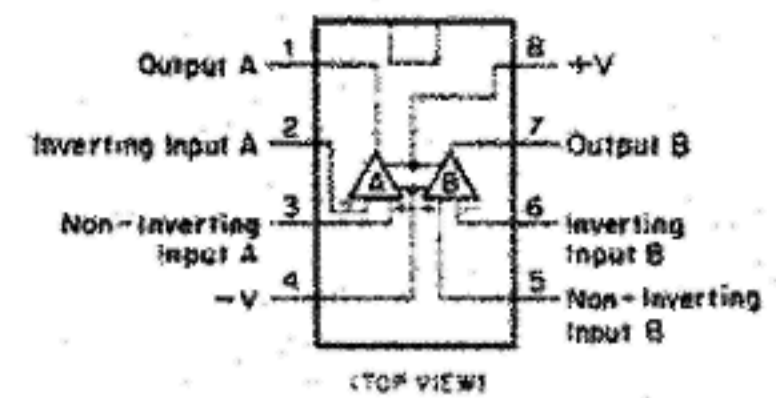 Output A 1 8 +V
Inverting Input A 2 7 Output B
A B
Non-Inverting 3 6 Inverting
Input A Input B
-V 4 5 Non-Inverting
Input B
(TOP VIEW)